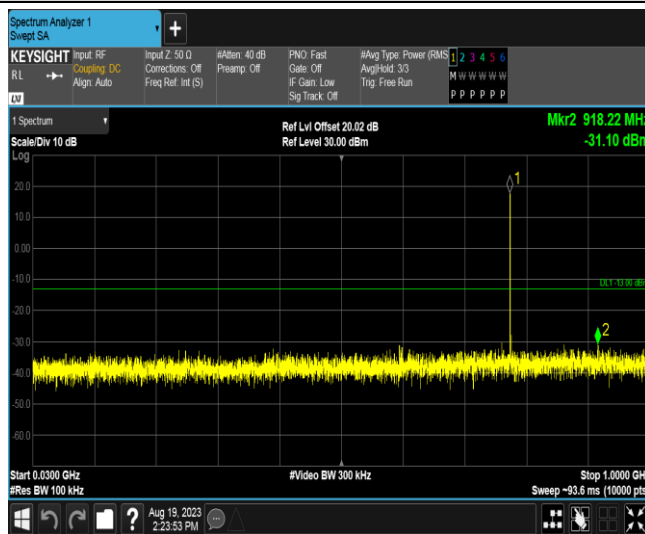 Spectrum Analyzer 1
Swept SA
+
KEYSIGHT
RL
LXI
Input: RF
Coupling: DC
Align: Auto
Input Z: 50 Ω
Corrections: Off
Freq Ref: Int (S)
#Atten: 40 dB
Preamp: Off
PNO: Fast
Gate: Off
IF Gain: Low
Sig Track: Off
#Avg Type: Power (RMS
Avg|Hold: 3/3
Trig: Free Run
1 2 3 4 5 6
M W W W W W
P P P P P P
1 Spectrum
Scale/Div 10 dB
Ref Lvl Offset 20.02 dB
Ref Level 30.00 dBm
Mkr2 918.22 MHz
-31.10 dBm
Log
20.0
10.0
0.00
-10.0
-20.0
-30.0
-40.0
-50.0
-60.0
1
DL1 -13.00 dBm
2
Start 0.0300 GHz
#Res BW 100 kHz
#Video BW 300 kHz
Stop 1.0000 GH
Sweep ~93.6 ms (10000 pts
?
Aug 19, 2023
2:23:53 PM